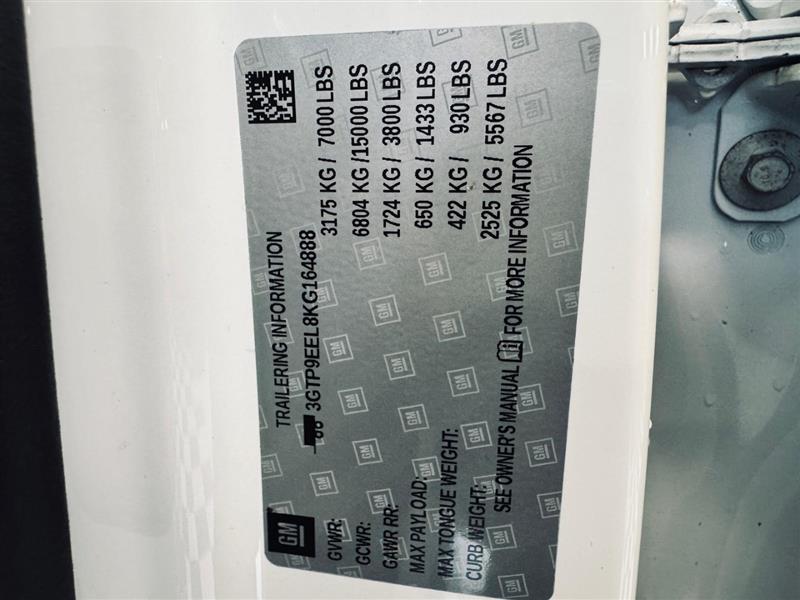 GM
TRAILERING INFORMATION
3GTP9EEL8KG164888
GVWR: 3175 KG / 7000 LBS
GCWR: 6804 KG /15000 LBS
GAWR RR: 1724 KG / 3800 LBS
MAX PAYLOAD: 650 KG / 1433 LBS
MAX TONGUE WEIGHT: 422 KG / 930 LBS
CURB WEIGHT: 2525 KG / 5567 LBS
SEE OWNER'S MANUAL FOR MORE INFORMATION